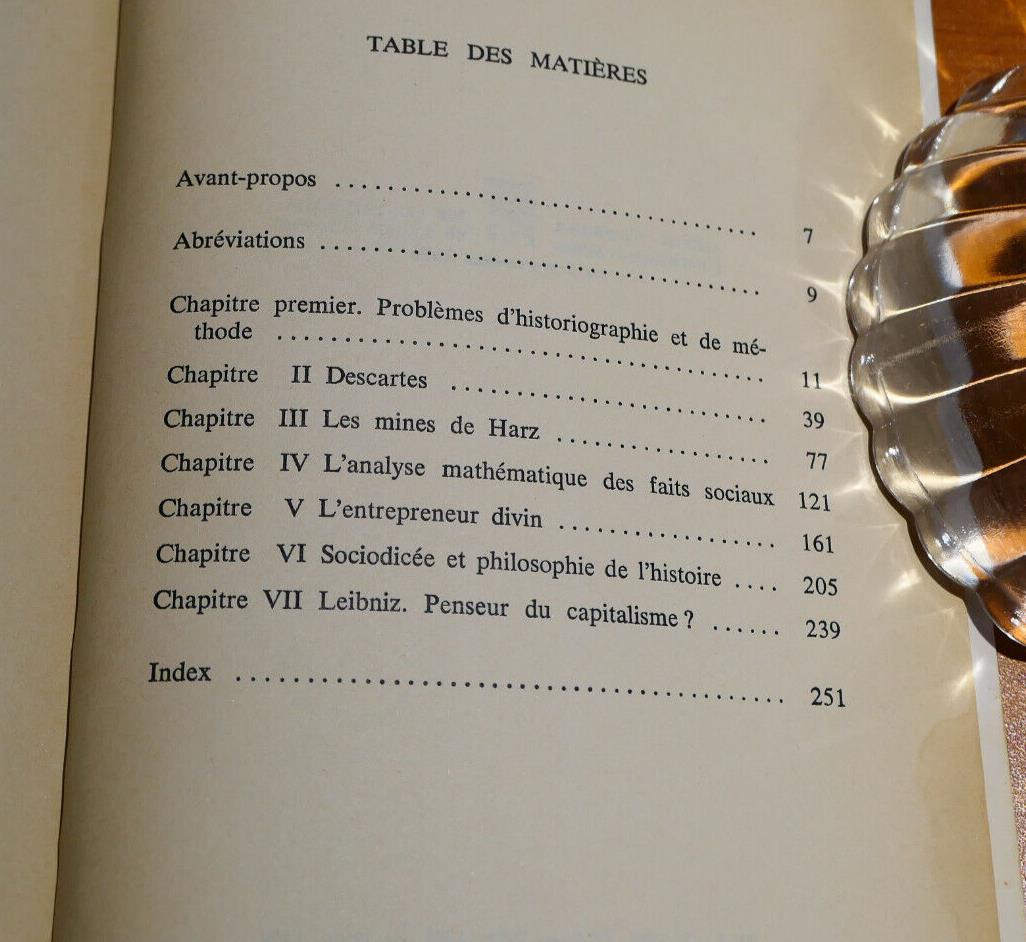 TABLE DES MATIÈRES
Avant-propos ........................................ 7
Abréviations ........................................ 9
Chapitre premier. Problèmes d'historiographie et de mé-
thode ........................................ 11
Chapitre II Descartes ........................... 39
Chapitre III Les mines de Harz .................. 77
Chapitre IV L'analyse mathématique des faits sociaux 121
Chapitre V L'entrepreneur divin .................. 161
Chapitre VI Sociodicée et philosophie de l'histoire .... 205
Chapitre VII Leibniz. Penseur du capitalisme ? ...... 239
Index ........................................ 251